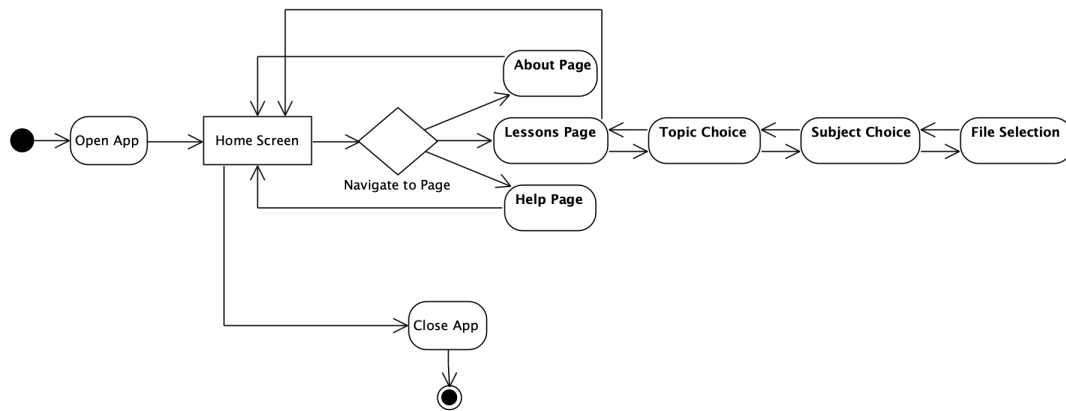 About Page
Open App
Home Screen
Lessons Page
Topic Choice
Subject Choice
File Selection
Navigate to Page
Help Page
Close App